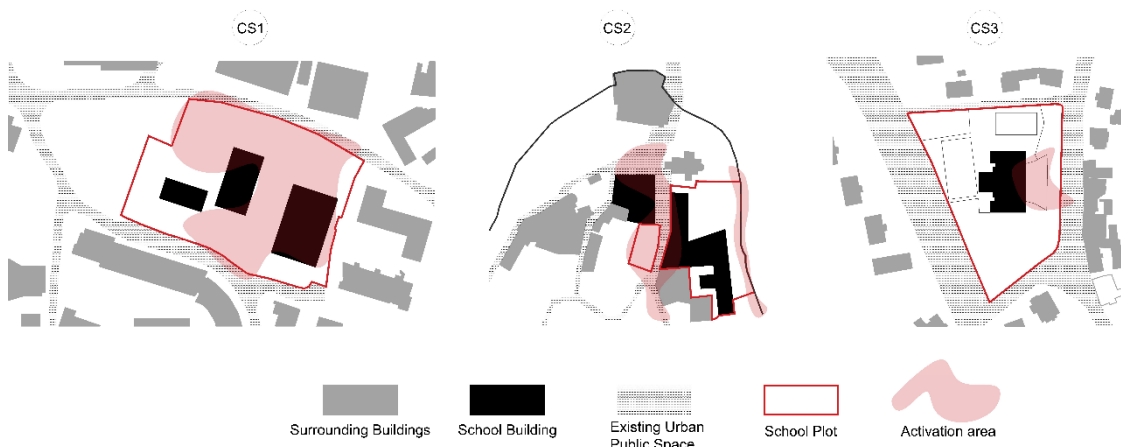 CS1
CS2
CS3
Surrounding Buildings
School Building
Existing Urban
Public Space
School Plot
Activation area